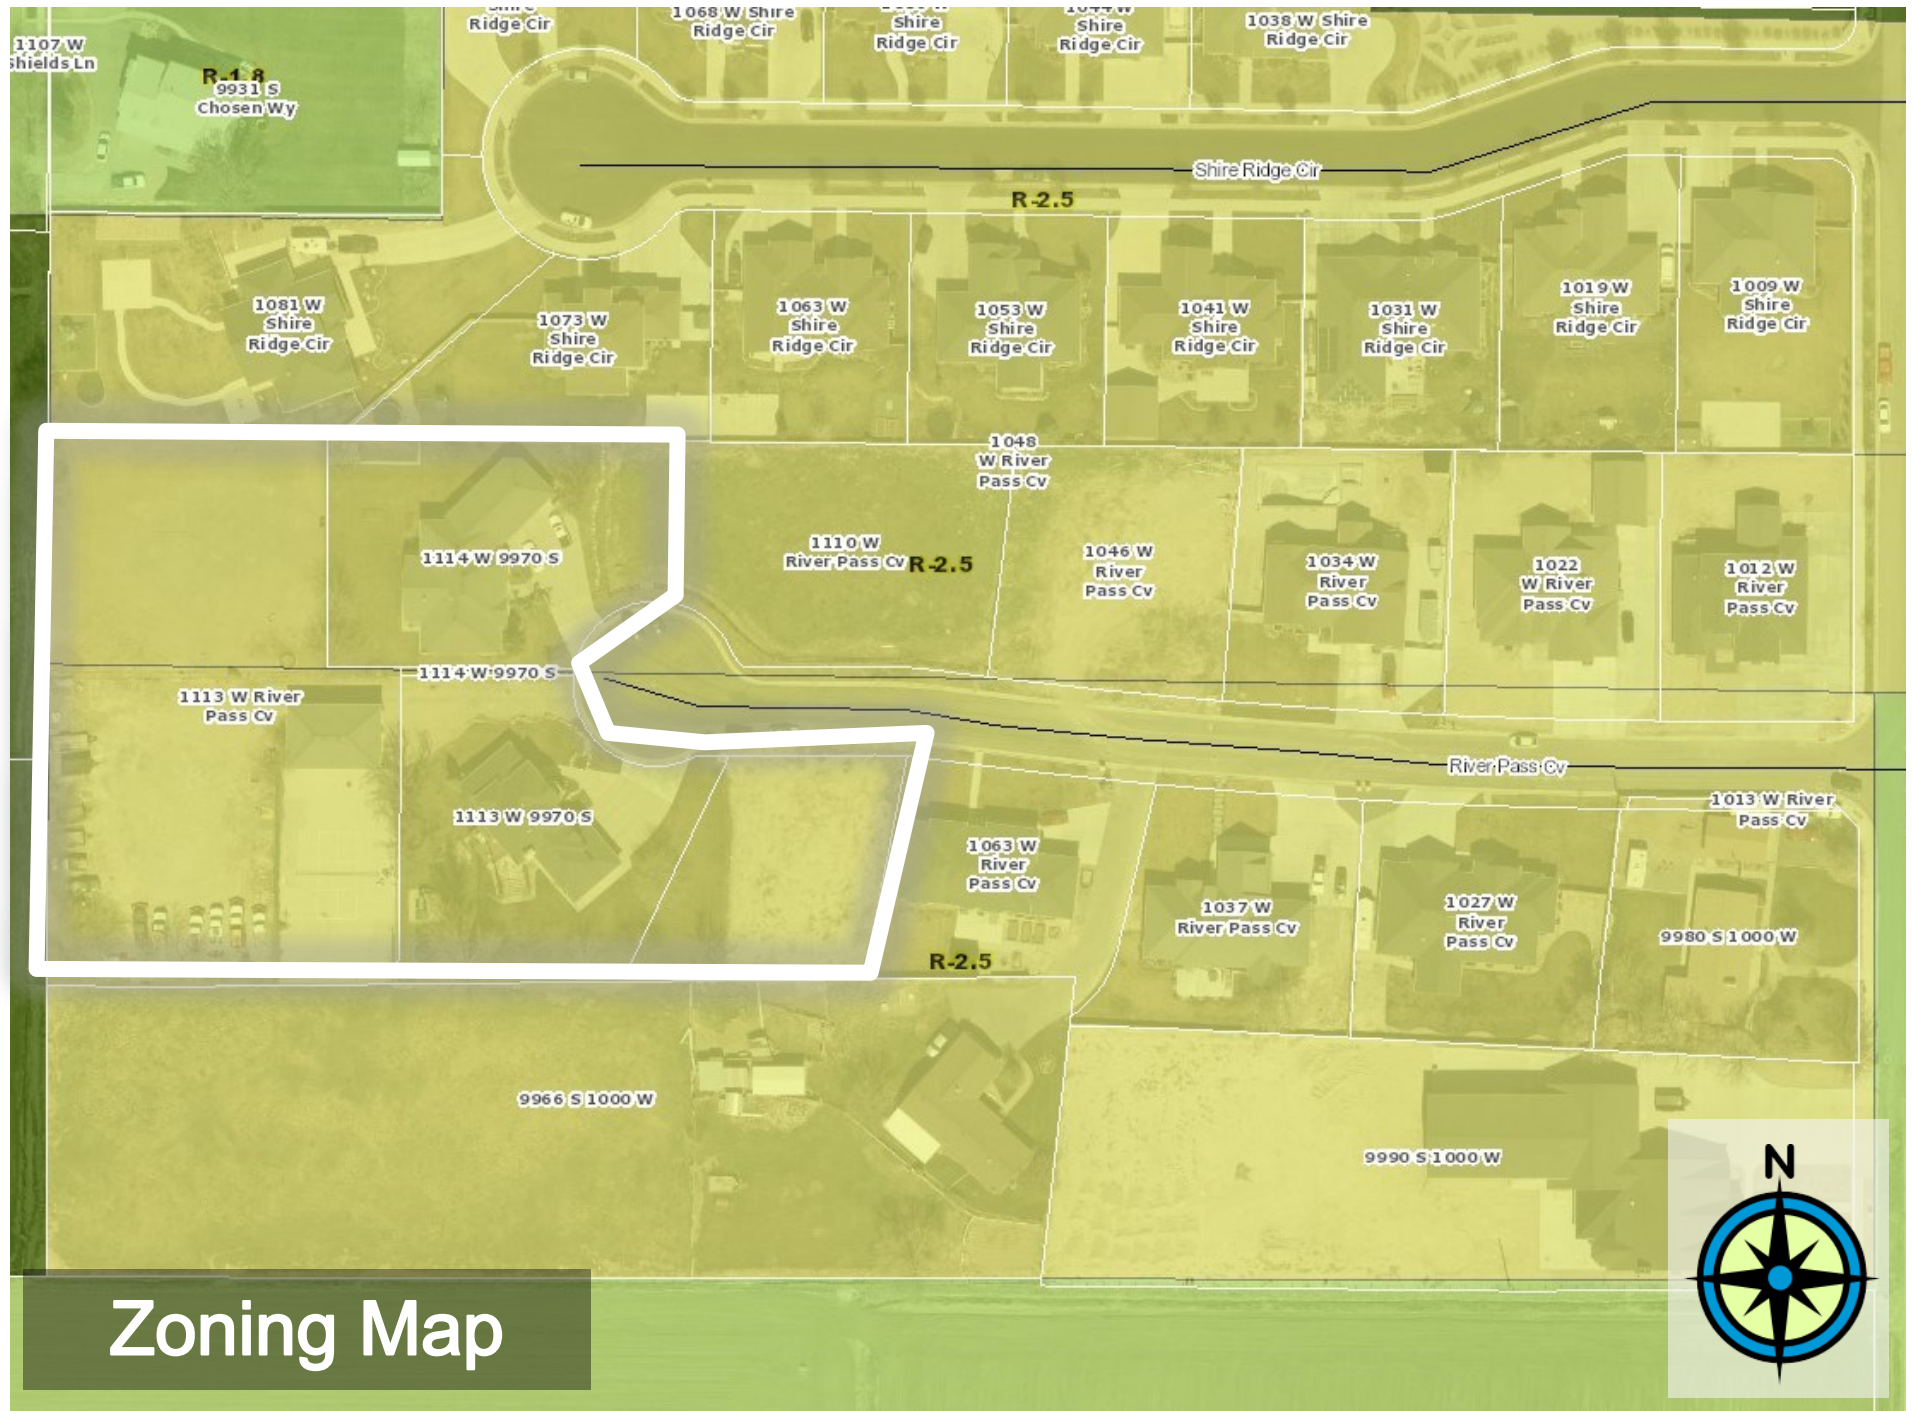 Ridge Cir
1068 W Shire
Ridge Cir
Shire
Ridge Cir
1044 W
Shire
Ridge Cir
1038 W Shire
Ridge Cir
1107 W
Shields Ln
R-1.8
9931 S
Chosen Wy
Shire Ridge Cir
R-2.5
1081 W
Shire
Ridge Cir
1073 W
Shire
Ridge Cir
1063 W
Shire
Ridge Cir
1053 W
Shire
Ridge Cir
1041 W
Shire
Ridge Cir
1031 W
Shire
Ridge Cir
1019 W
Shire
Ridge Cir
1009 W
Shire
Ridge Cir
1048
W River
Pass Cv
1114 W 9970 S
1110 W
River Pass Cv
R-2.5
1046 W
River
Pass Cv
1034 W
River
Pass Cv
1022
W River
Pass Cv
1012 W
River
Pass Cv
1114 W 9970 S
1113 W River
Pass Cv
River Pass Cv
1113 W 9970 S
1063 W
River
Pass Cv
1037 W
River Pass Cv
1027 W
River
Pass Cv
1013 W River
Pass Cv
9980 S 1000 W
R-2.5
9966 S 1000 W
9990 S 1000 W
N
Zoning Map